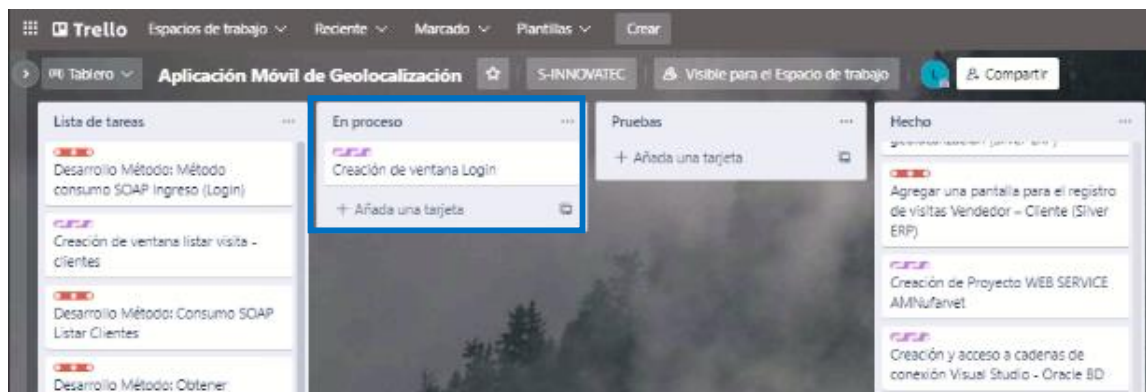 Trello Espacios de trabajo Reciente Marcado Plantillas Crear
Tablero Aplicación Móvil de Geolocalización S-INNOVATEC Visible para el Espacio de trabajo L Compartir
Lista de tareas
Desarrollo Método: Método
consumo SOAP Ingreso (Login)
Creación de ventana listar visita -
clientes
Desarrollo Método: Consumo SOAP
Listar Clientes
Desarrollo Método: Obtener
En proceso
Creación de ventana Login
+ Añada una tarjeta
Pruebas
+ Añada una tarjeta
Hecho
Agregar una pantalla para el registro
de visitas Vendedor – Cliente (Silver
ERP)
Creación de Proyecto WEB SERVICE
AMNufarvet
Creación y acceso a cadenas de
conexión Visual Studio - Oracle BD